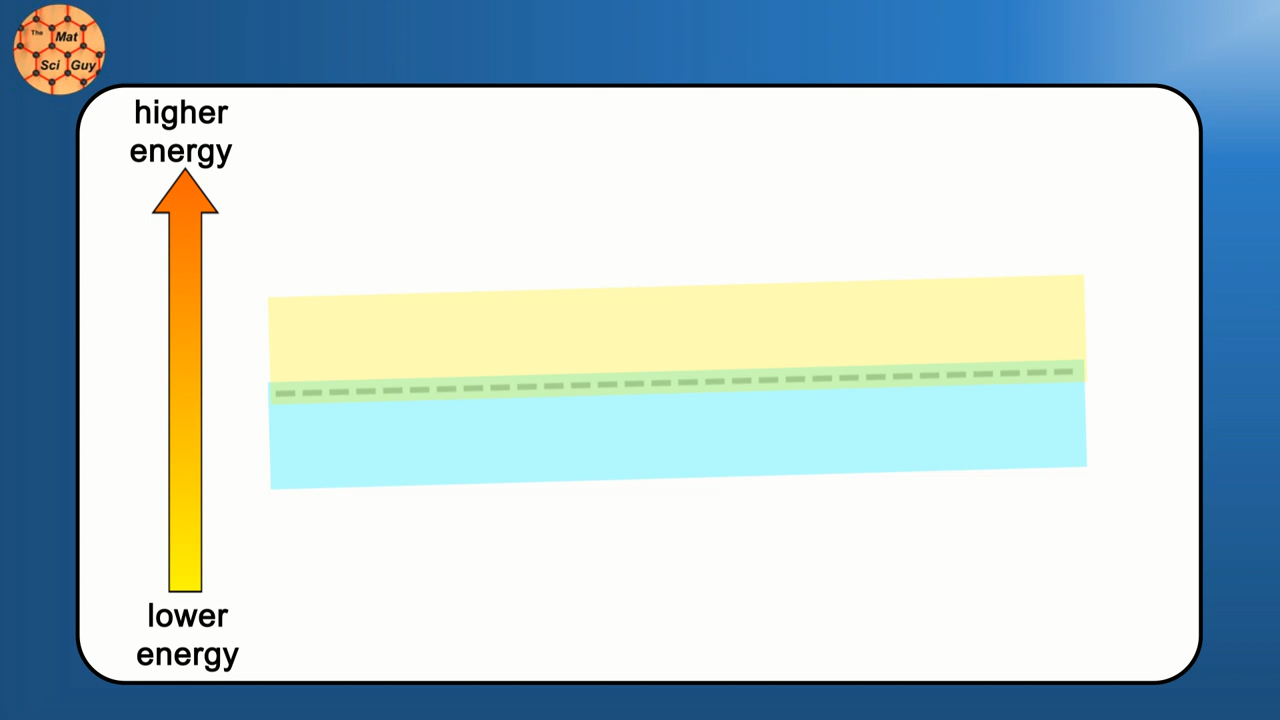 The Mat
Sci Guy
higher
energy
lower
energy